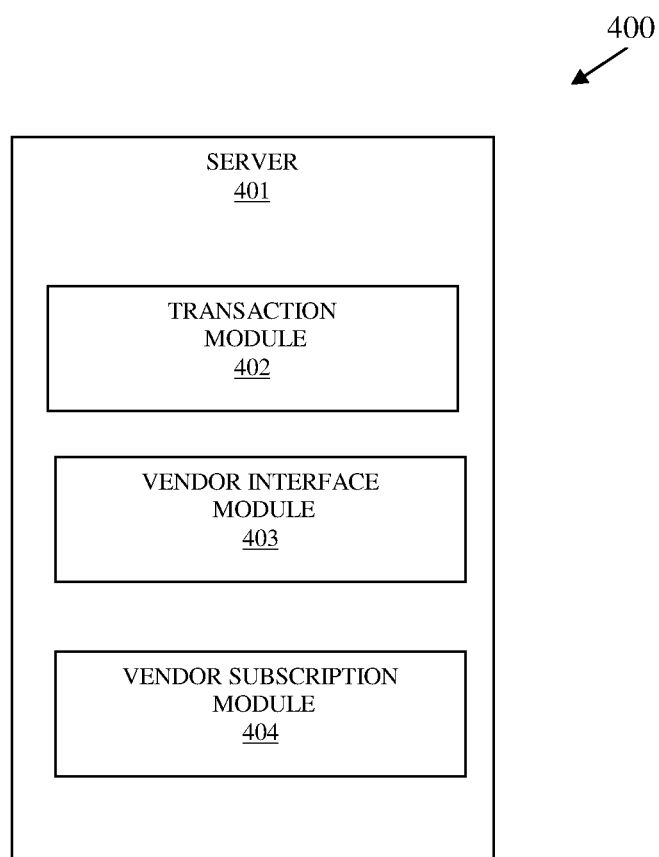 400
SERVER
401
TRANSACTION
MODULE
402
VENDOR INTERFACE
MODULE
403
VENDOR SUBSCRIPTION
MODULE
404